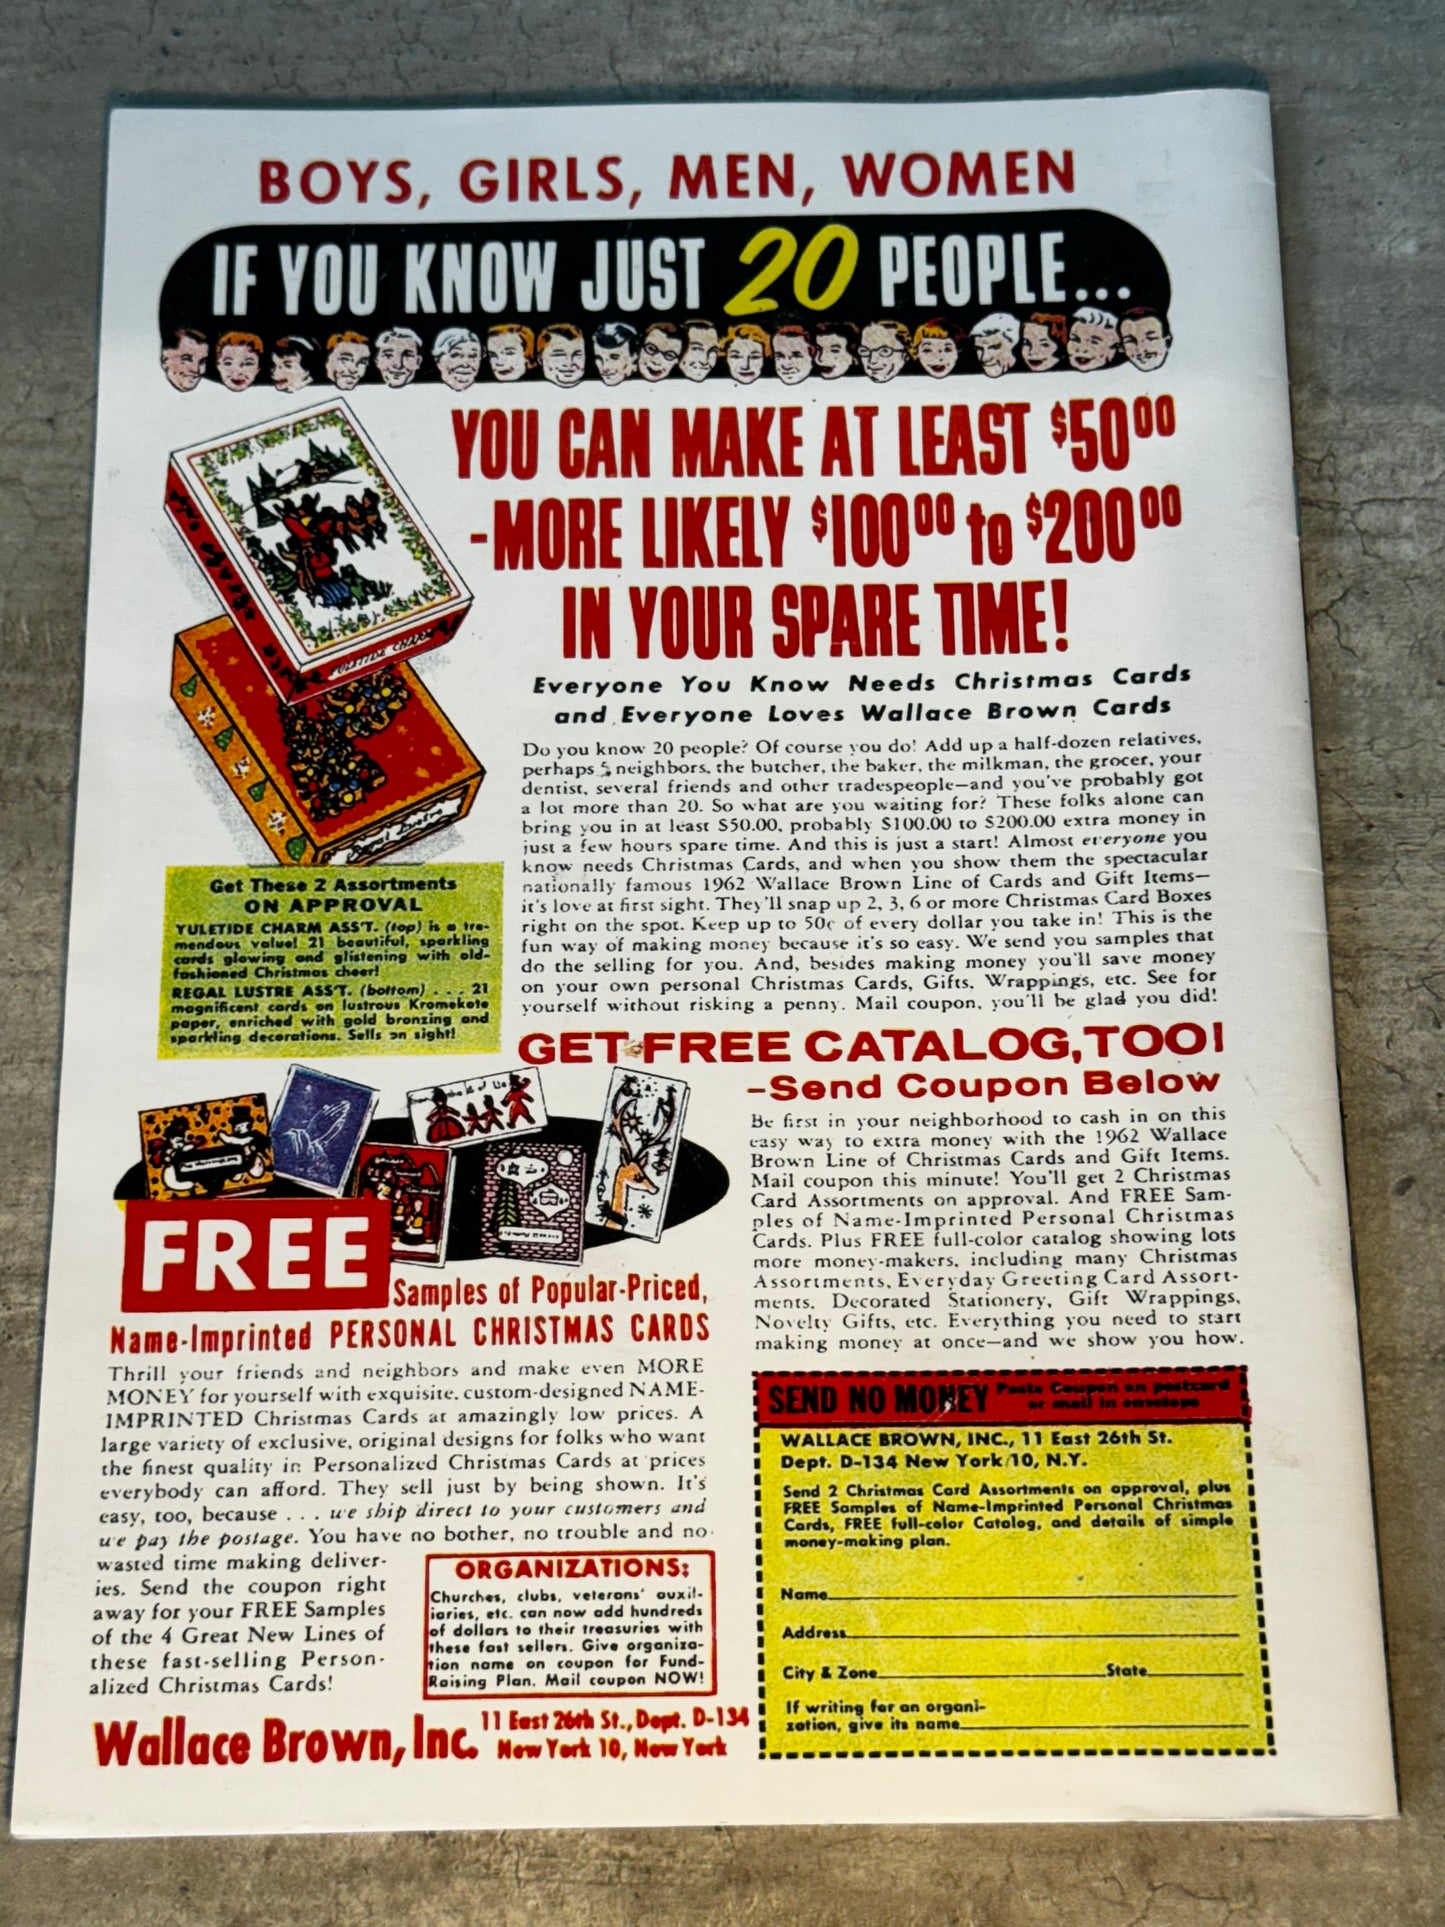 BOYS, GIRLS, MEN, WOMEN
IF YOU KNOW JUST 20 PEOPLE...
YOU CAN MAKE AT LEAST $50.00
-MORE LIKELY $100.00 to $200.00
IN YOUR SPARE TIME!
Everyone You Know Needs Christmas Cards
and Everyone Loves Wallace Brown Cards
Do you know 20 people? Of course you do! Add up a half-dozen relatives,
perhaps 5 neighbors, the butcher, the baker, the milkman, the grocer, your
dentist, several friends and other tradespeople—and you've probably got
a lot more than 20. So what are you waiting for? These folks alone can
bring you in at least $50.00, probably $100.00 to $200.00 extra money in
just a few hours spare time. And this is just a start! Almost everyone you
know needs Christmas Cards, and when you show them the spectacular
nationally famous 1962 Wallace Brown Line of Cards and Gift Items—
it's love at first sight. They'll snap up 2, 3, 6 or more Christmas Card Boxes
right on the spot. Keep up to 50¢ of every dollar you take in! This is the
fun way of making money because it's so easy. We send you samples that
do the selling for you. And, besides making money you'll save money
on your own personal Christmas Cards, Gifts, Wrappings, etc. See for
yourself without risking a penny. Mail coupon, you'll be glad you did!
YULETIDE CHARM
Regal Lustre
Get These 2 Assortments
ON APPROVAL
YULETIDE CHARM ASS'T. (top) is a tre-
mendous value! 21 beautiful, sparkling
cards glowing and glistening with old-
fashioned Christmas cheer!
REGAL LUSTRE ASS'T. (bottom) . . . 21
magnificent cards on lustrous Kromekote
paper, enriched with gold bronzing and
sparkling decorations. Sells on sight!
GET FREE CATALOG, TOO!
—Send Coupon Below
Be first in your neighborhood to cash in on this
easy way to extra money with the 1962 Wallace
Brown Line of Christmas Cards and Gift Items.
Mail coupon this minute! You'll get 2 Christmas
Card Assortments on approval. And FREE Sam-
ples of Name-Imprinted Personal Christmas
Cards. Plus FREE full-color catalog showing lots
more money-makers, including many Christmas
Assortments, Everyday Greeting Card Assort-
ments, Decorated Stationery, Gift Wrappings,
Novelty Gifts, etc. Everything you need to start
making money at once—and we show you how.
FREE
Samples of Popular-Priced,
Name-Imprinted PERSONAL CHRISTMAS CARDS
Thrill your friends and neighbors and make even MORE
MONEY for yourself with exquisite, custom-designed NAME-
IMPRINTED Christmas Cards at amazingly low prices. A
large variety of exclusive, original designs for folks who want
the finest quality in Personalized Christmas Cards at prices
everybody can afford. They sell just by being shown. It's
easy, too, because . . . we ship direct to your customers and
we pay the postage. You have no bother, no trouble and no
wasted time making deliver-
ies. Send the coupon right
away for your FREE Samples
of the 4 Great New Lines of
these fast-selling Person-
alized Christmas Cards!
ORGANIZATIONS:
Churches, clubs, veterans' auxil-
iaries, etc. can now add hundreds
of dollars to their treasuries with
these fast sellers. Give organiza-
tion name on coupon for Fund-
Raising Plan. Mail coupon NOW!
Wallace Brown, Inc.
11 East 26th St., Dept. D-134
New York 10, New York
SEND NO MONEY
Paste Coupon on postcard
or mail in envelope
WALLACE BROWN, INC., 11 East 26th St.
Dept. D-134 New York 10, N.Y.
Send 2 Christmas Card Assortments on approval, plus
FREE Samples of Name-Imprinted Personal Christmas
Cards, FREE full-color Catalog, and details of simple
money-making plan.
Name
Address
City & Zone State
If writing for an organi-
zation, give its name